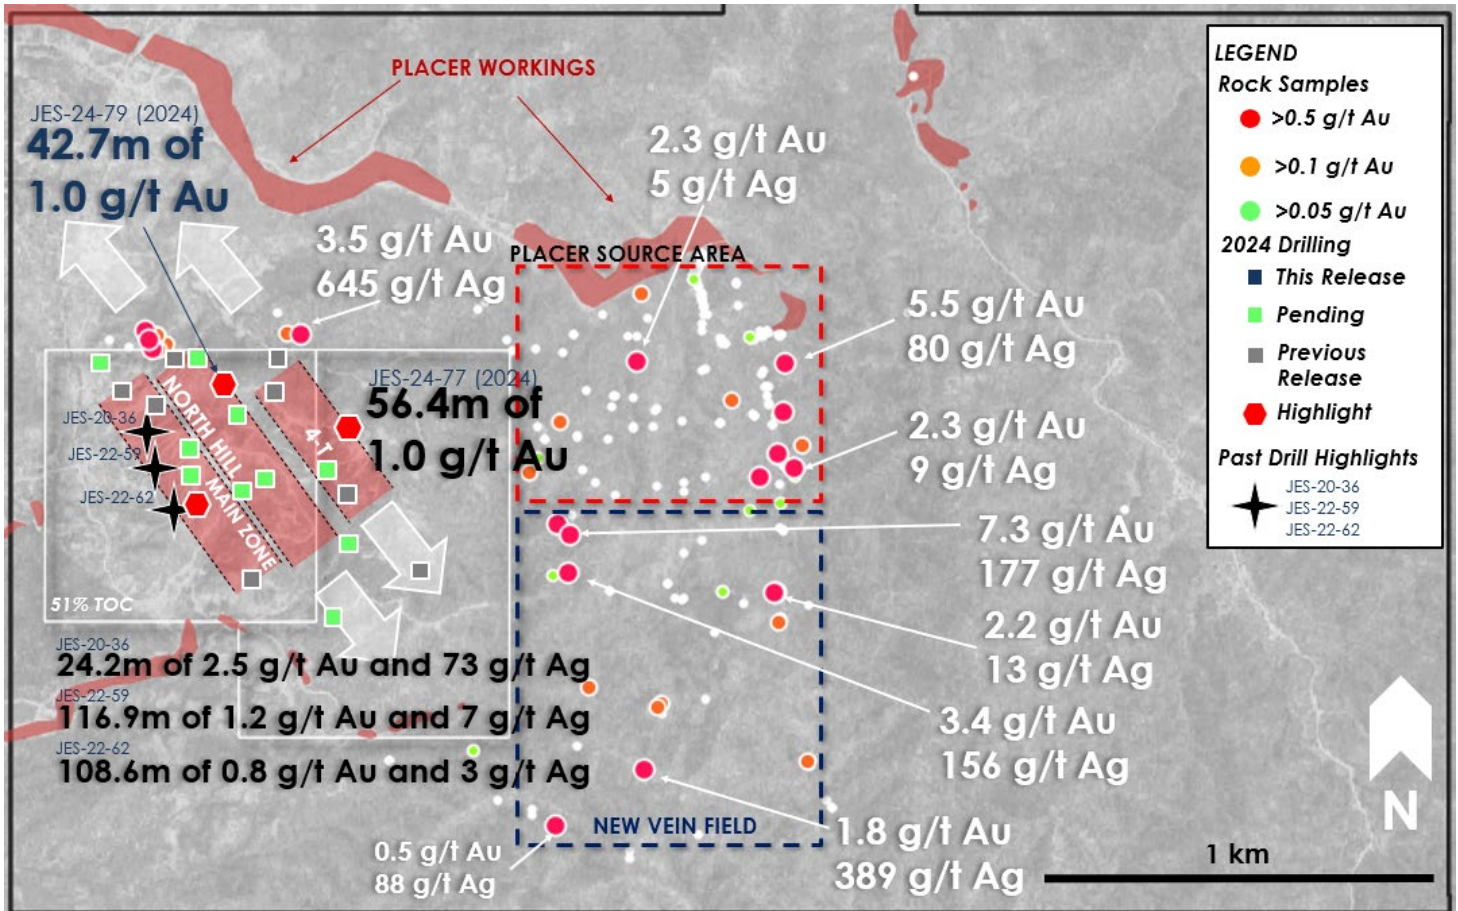 PLACER WORKINGS
JES-24-79 (2024)
42.7m of
1.0 g/t Au
2.3 g/t Au
5 g/t Ag
3.5 g/t Au
645 g/t Ag
PLACER SOURCE AREA
5.5 g/t Au
80 g/t Ag
JES-24-77 (2024)
56.4m of
1.0 g/t Au
JES-20-36
JES-22-59
JES-22-62
NORTH HILL
MAIN ZONE
4-T
2.3 g/t Au
9 g/t Ag
7.3 g/t Au
177 g/t Ag
51% TOC
2.2 g/t Au
13 g/t Ag
JES-20-36
24.2m of 2.5 g/t Au and 73 g/t Ag
JES-22-59
116.9m of 1.2 g/t Au and 7 g/t Ag
JES-22-62
108.6m of 0.8 g/t Au and 3 g/t Ag
3.4 g/t Au
156 g/t Ag
NEW VEIN FIELD
1.8 g/t Au
389 g/t Ag
0.5 g/t Au
88 g/t Ag
LEGEND
Rock Samples
>0.5 g/t Au
>0.1 g/t Au
>0.05 g/t Au
2024 Drilling
This Release
Pending
Previous
Release
Highlight
Past Drill Highlights
JES-20-36
JES-22-59
JES-22-62
N
1 km